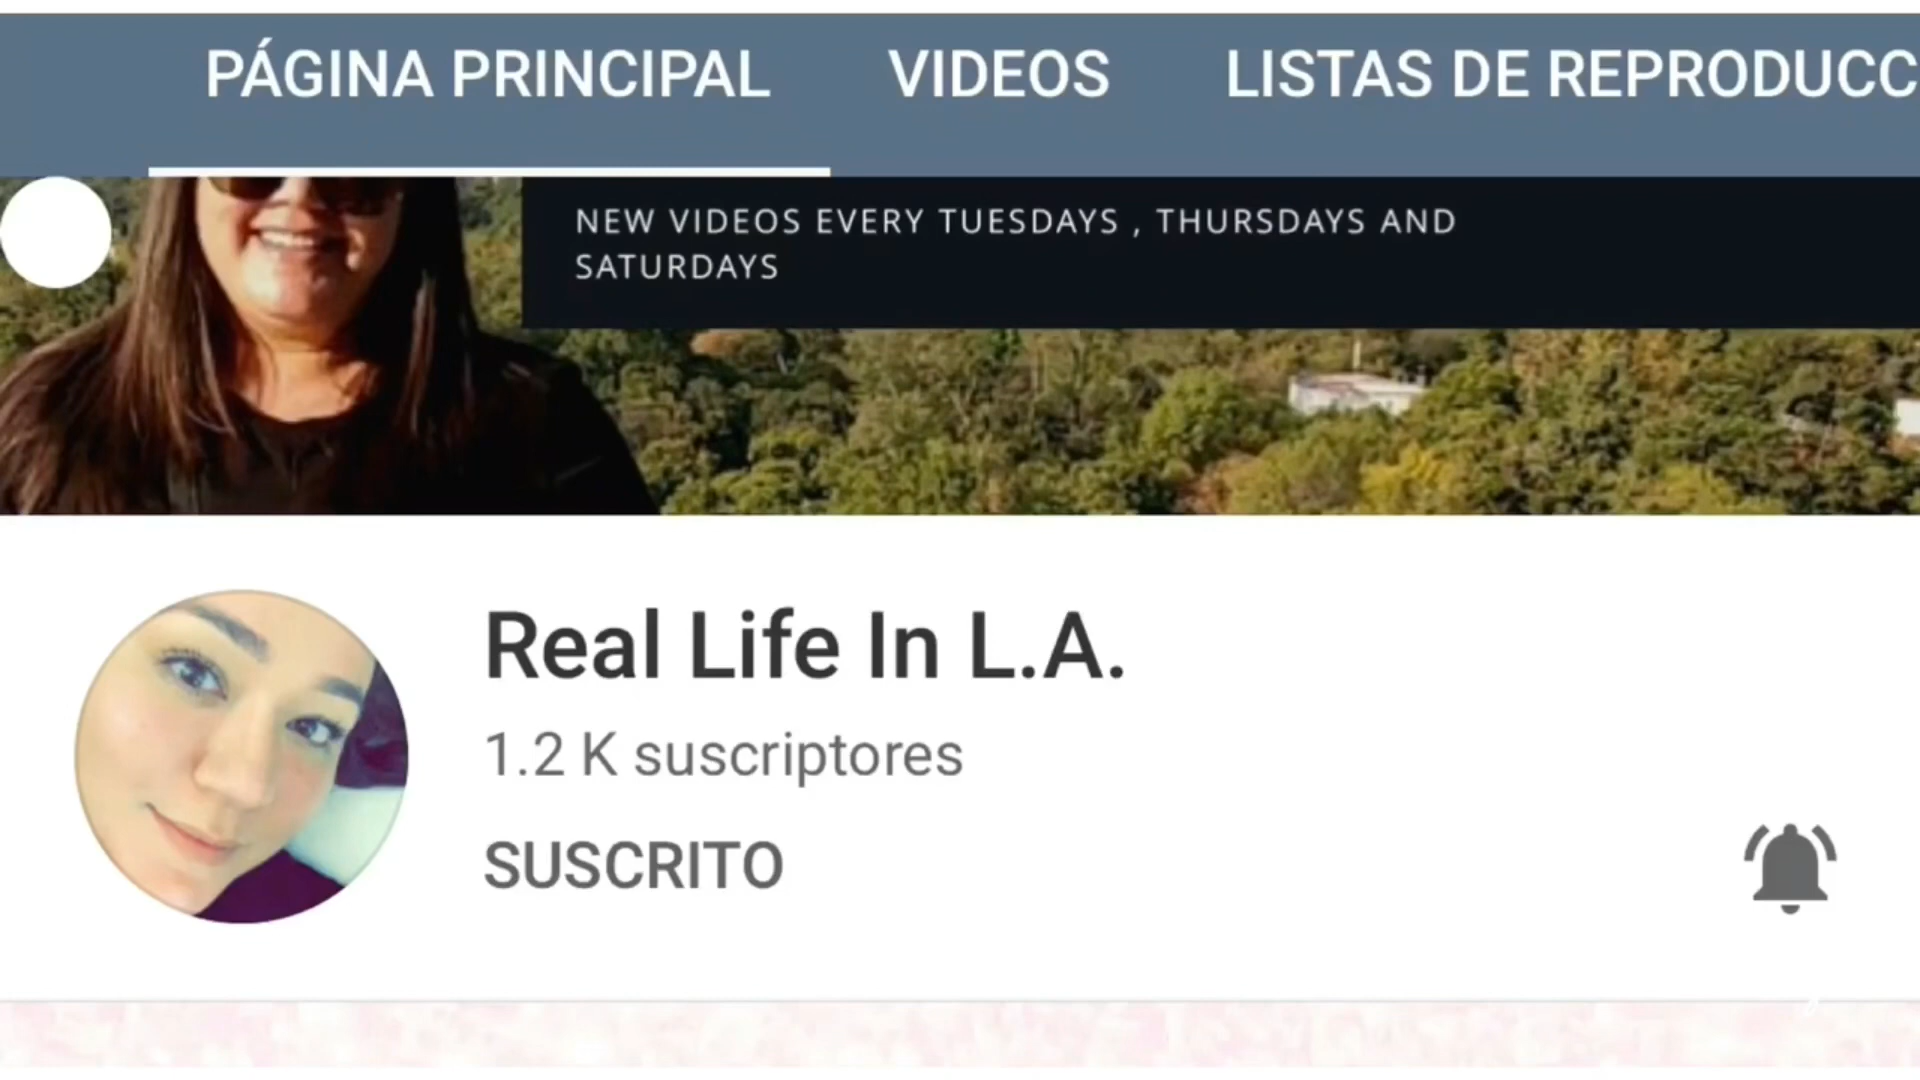 PÁGINA PRINCIPAL VIDEOS LISTAS DE REPRODUCC
NEW VIDEOS EVERY TUESDAYS , THURSDAYS AND
SATURDAYS
Real Life In L.A.
1.2 K suscriptores
SUSCRITO